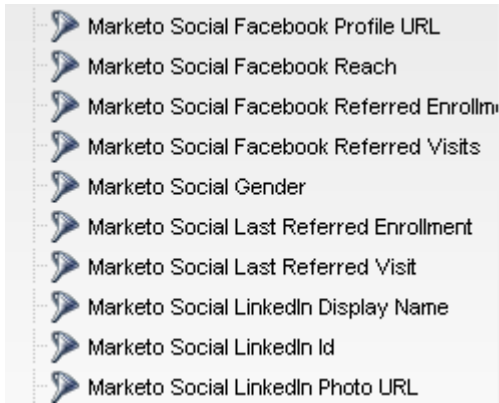 Marketo Social Facebook Profile URL
Marketo Social Facebook Reach
Marketo Social Facebook Referred Enrollm
Marketo Social Facebook Referred Visits
Marketo Social Gender
Marketo Social Last Referred Enrollment
Marketo Social Last Referred Visit
Marketo Social LinkedIn Display Name
Marketo Social LinkedIn Id
Marketo Social LinkedIn Photo URL